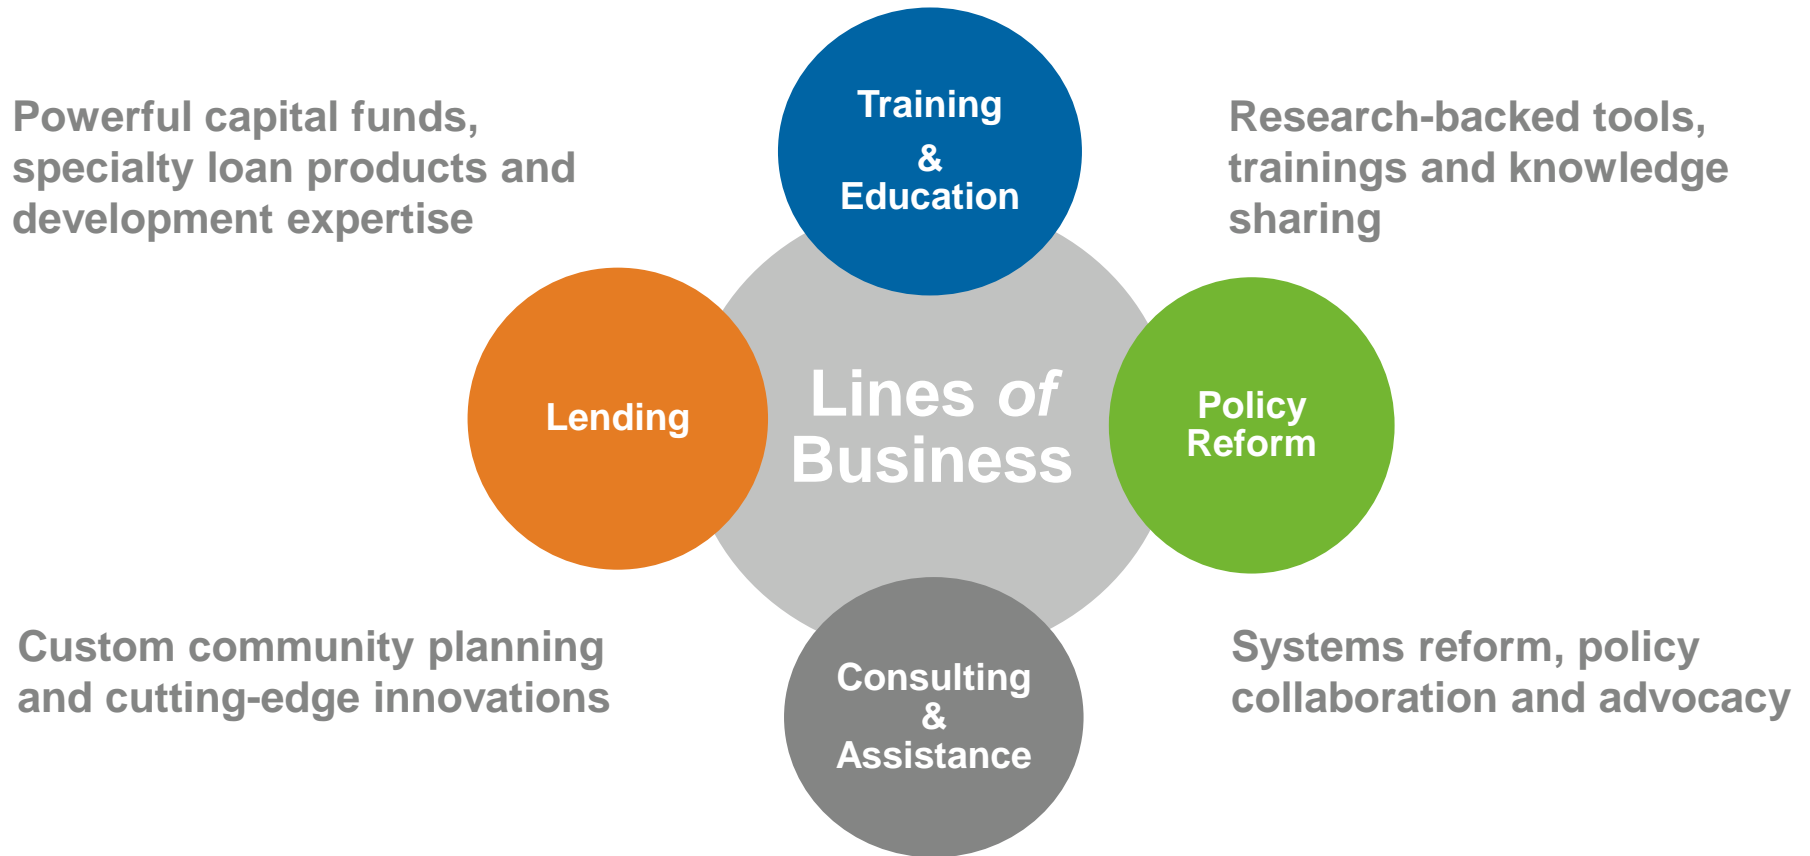 Training
&
Education
Powerful capital funds,
specialty loan products and
development expertise
Research-backed tools,
trainings and knowledge
sharing
Lending
Lines of
Business
Policy
Reform
Custom community planning
and cutting-edge innovations
Consulting
&
Assistance
Systems reform, policy
collaboration and advocacy